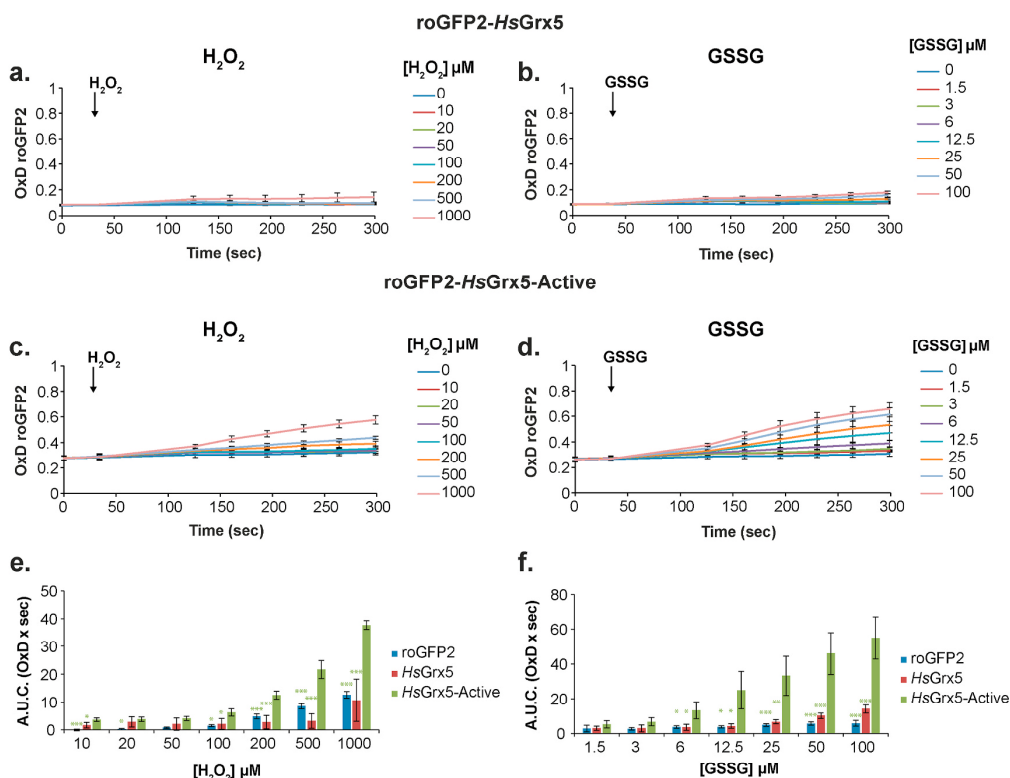 roGFP2-HsGrx5
a.
H₂O₂
[H₂O₂] µM
H₂O₂
0
10
20
50
100
200
500
1000
OxD roGFP2
1
0.8
0.6
0.4
0.2
0
0 50 100 150 200 250 300
Time (sec)
b.
GSSG
[GSSG] µM
GSSG
0
1.5
3
6
12.5
25
50
100
OxD roGFP2
1
0.8
0.6
0.4
0.2
0
0 50 100 150 200 250 300
Time (sec)
roGFP2-HsGrx5-Active
c.
H₂O₂
[H₂O₂] µM
H₂O₂
0
10
20
50
100
200
500
1000
OxD roGFP2
1
0.8
0.6
0.4
0.2
0
0 50 100 150 200 250 300
Time (sec)
d.
GSSG
[GSSG] µM
GSSG
0
1.5
3
6
12.5
25
50
100
OxD roGFP2
1
0.8
0.6
0.4
0.2
0
0 50 100 150 200 250 300
Time (sec)
e.
A.U.C. (OxD x sec)
50
40
30
20
10
0
*** * * * * *** *** *** *** *** ***
10 20 50 100 200 500 1000
[H₂O₂] µM
roGFP2
HsGrx5
HsGrx5-Active
f.
A.U.C. (OxD x sec)
80
60
40
20
0
* * * * *** ** *** *** *** ***
1.5 3 6 12.5 25 50 100
[GSSG] µM
roGFP2
HsGrx5
HsGrx5-Active